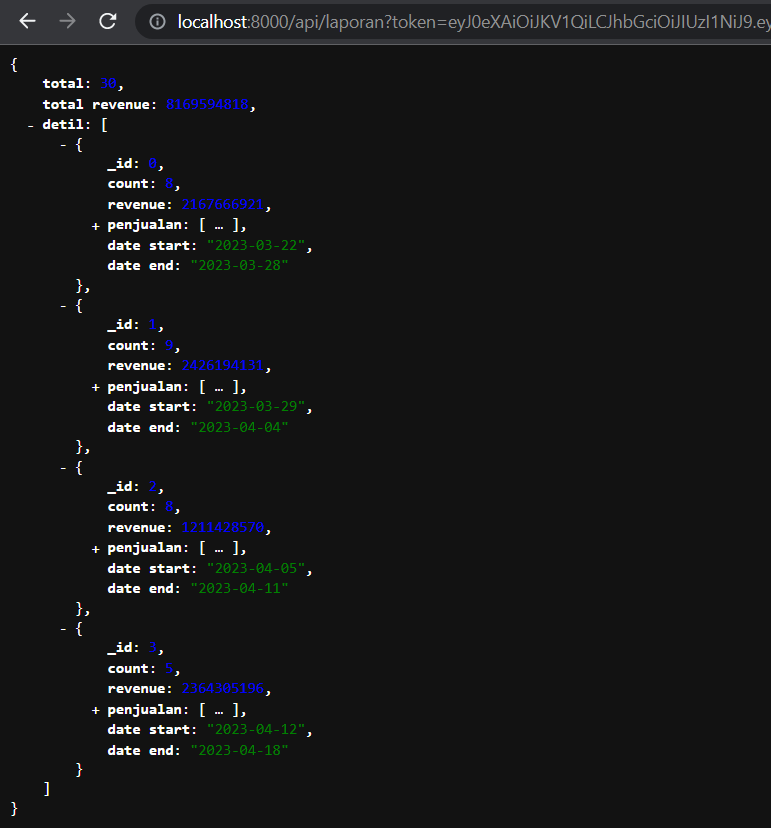 localhost:8000/api/laporan?token=eyJ0eXAiOiJKV1QiLCJhbGciOiJIUzI1NiJ9.ey
{
total: 30,
total revenue: 8169594818,
- detil: [
- {
_id: 0,
count: 8,
revenue: 2167666921,
+ penjualan: [ … ],
date start: "2023-03-22",
date end: "2023-03-28"
},
- {
_id: 1,
count: 9,
revenue: 2426194131,
+ penjualan: [ … ],
date start: "2023-03-29",
date end: "2023-04-04"
},
- {
_id: 2,
count: 8,
revenue: 1211428570,
+ penjualan: [ … ],
date start: "2023-04-05",
date end: "2023-04-11"
},
- {
_id: 3,
count: 5,
revenue: 2364305196,
+ penjualan: [ … ],
date start: "2023-04-12",
date end: "2023-04-18"
}
]
}